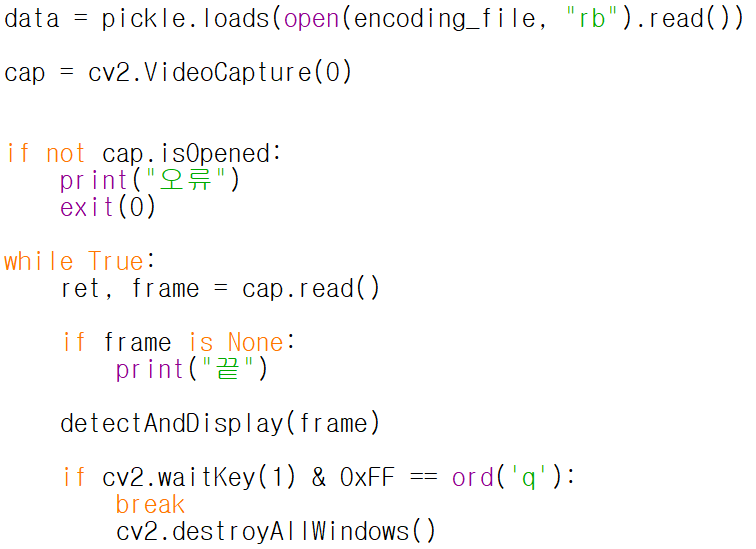 data = pickle.loads(open(encoding_file, "rb").read())
cap = cv2.VideoCapture(0)
if not cap.isOpened:
print("오류")
exit(0)
while True:
ret, frame = cap.read()
if frame is None:
print("끝")
detectAndDisplay(frame)
if cv2.waitKey(1) & 0xFF == ord('q'):
break
cv2.destroyAllWindows()